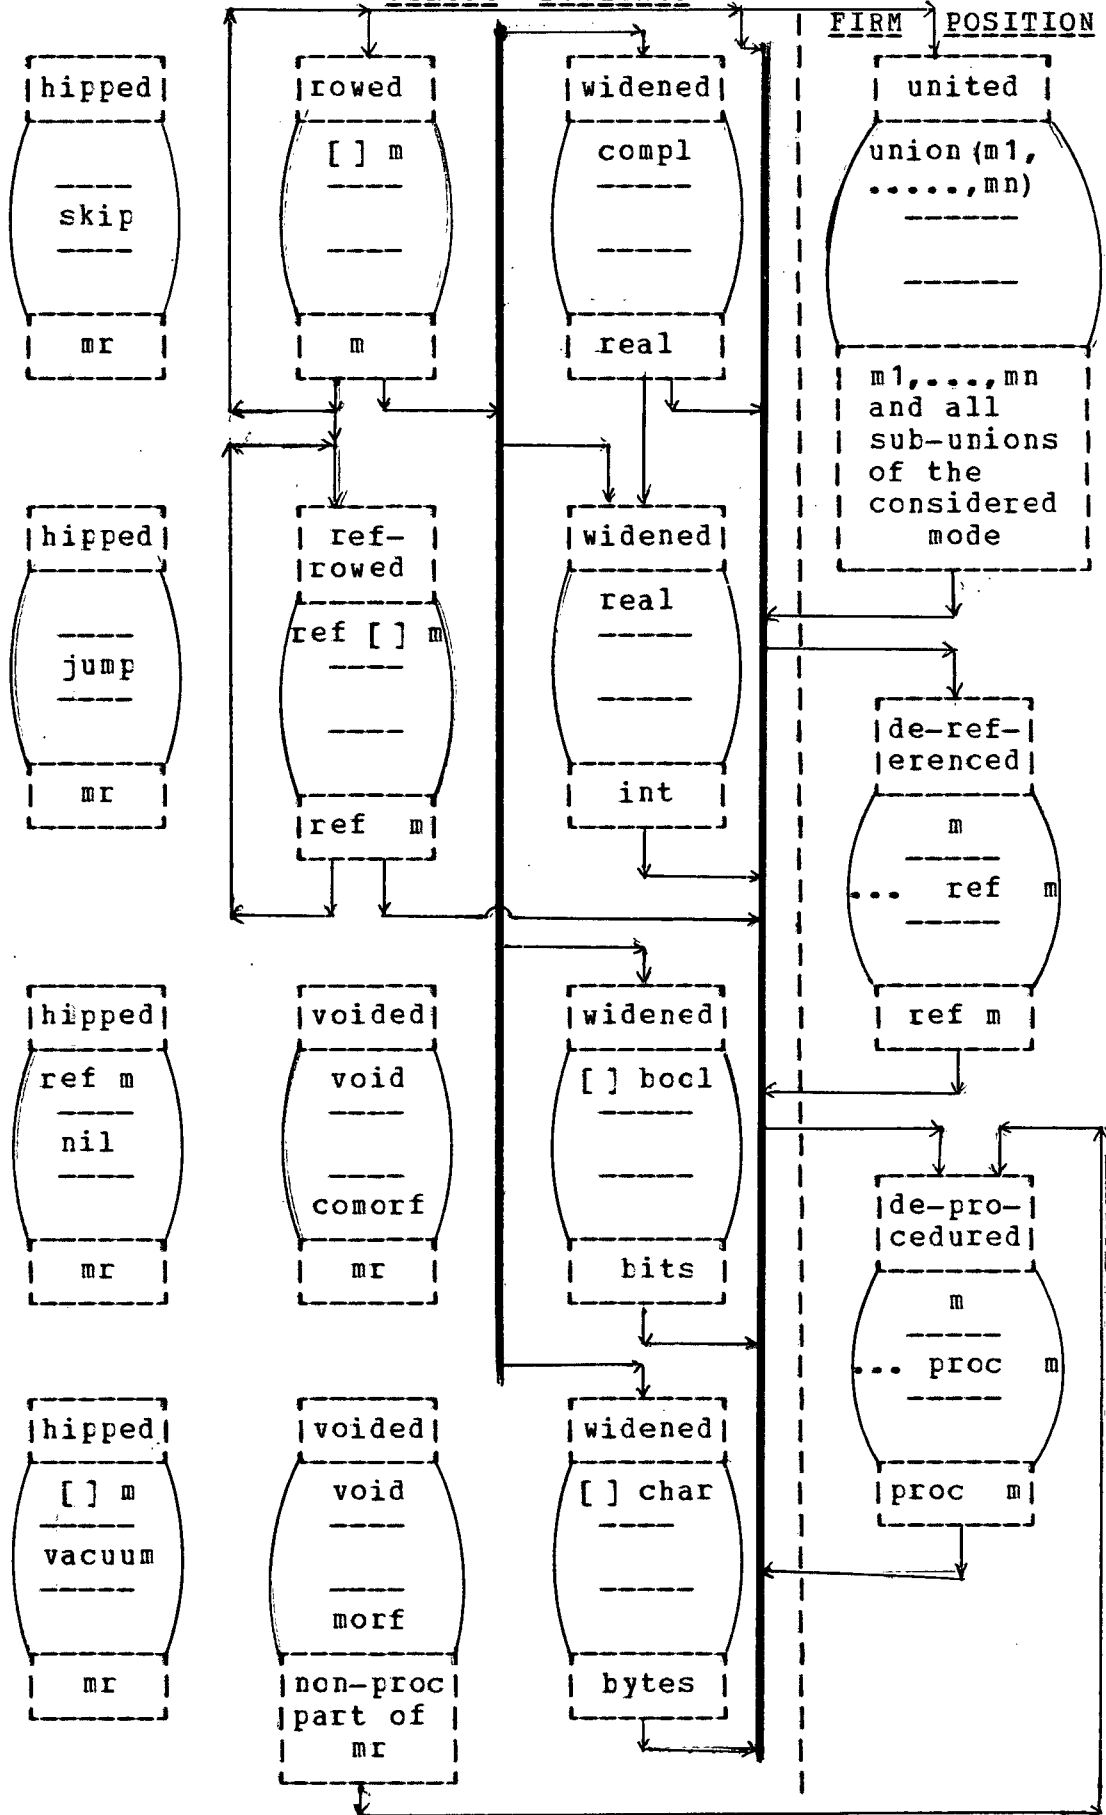 FIRM POSITION
hipped
skip
mr
rowed
[ ] m
m
widened
compl
real
united
union (m1,
.....,mn)
m1,...,mn
and all
sub-unions
of the
considered
mode
hipped
jump
mr
ref-
rowed
ref [ ] m
ref m
widened
real
int
de-ref-
erenced
m
... ref m
ref m
hipped
ref m
nil
mr
voided
void
comorf
mr
widened
[ ] bocl
bits
de-pro-
cedured
m
... proc m
proc m
hipped
[ ] m
vacuum
mr
voided
void
morf
non-proc
part of
mr
widened
[ ] char
bytes